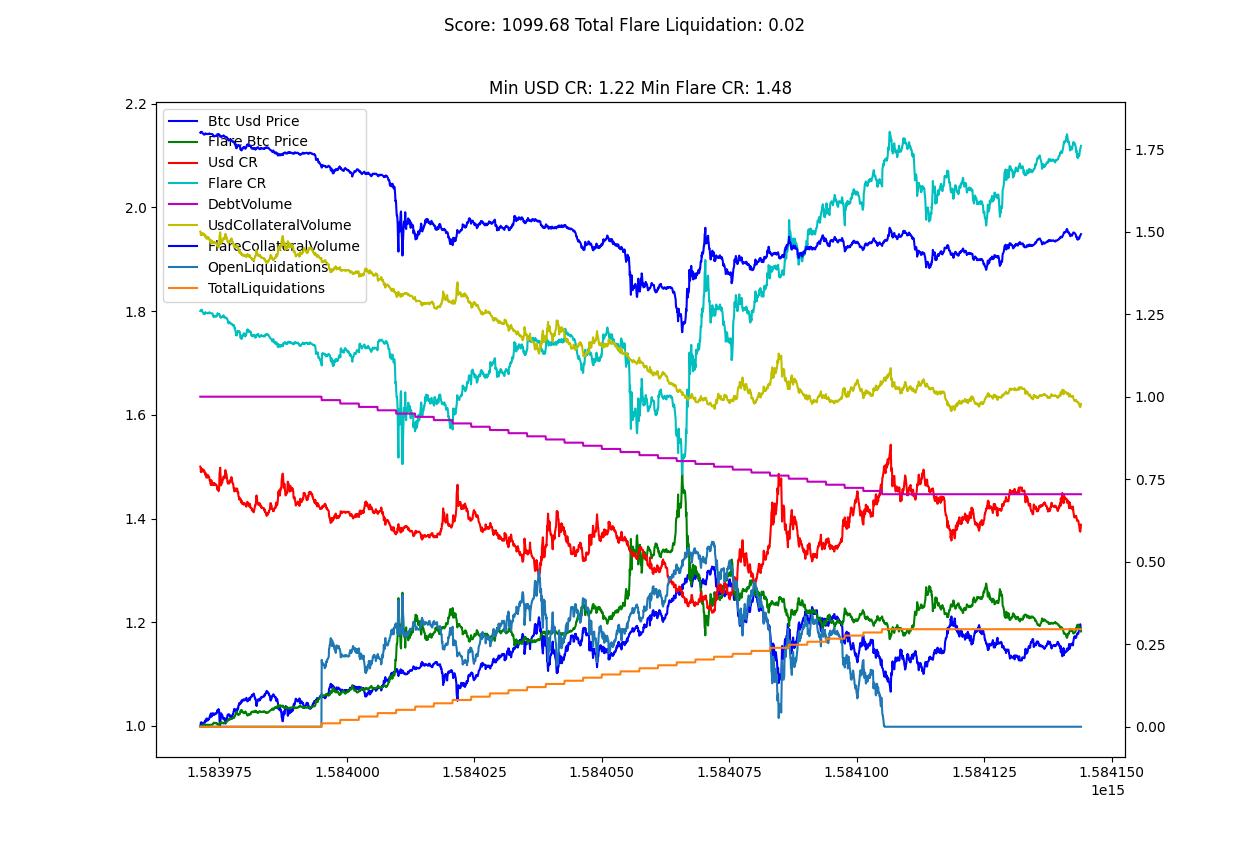 Score: 1099.68 Total Flare Liquidation: 0.02
Min USD CR: 1.22 Min Flare CR: 1.48
Btc Usd Price
Flare Btc Price
Usd CR
Flare CR
DebtVolume
UsdCollateralVolume
FlareCollateralVolume
OpenLiquidations
TotalLiquidations
2.2
2.0
1.8
1.6
1.4
1.2
1.0
1.75
1.50
1.25
1.00
0.75
0.50
0.25
0.00
1.583975 1.584000 1.584025 1.584050 1.584075 1.584100 1.584125 1.584150
1e15